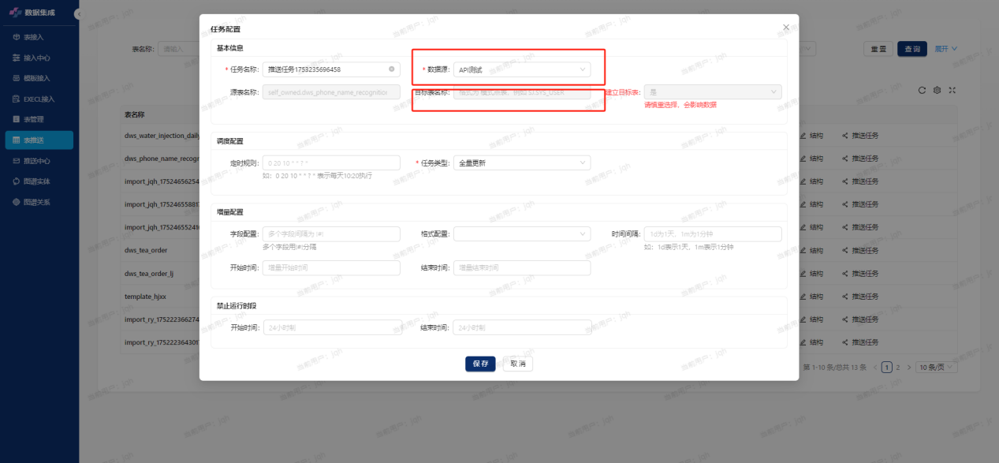 数据集成
表接入
接入中心
模板接入
EXECL接入
表管理
表推送
推送中心
图谱实体
图谱关系
表名称: 请输入
重置 查询 展开
表名称
dws_water_injection_daily
dws_phone_name_recogr
import_jqh_17524656254
import_jqh_175246558817
import_jqh_17524655241
dws_tea_order
dws_tea_order_lj
template_hjxx
import_ry_175222366274
import_ry_175222364301
结构 推送任务
结构 推送任务
结构 推送任务
结构 推送任务
结构 推送任务
结构 推送任务
结构 推送任务
结构 推送任务
结构 推送任务
结构 推送任务
第 1-10 条/总共 13 条 < 1 2 > 10 条/页
任务配置
基本信息
* 任务名称: 推送任务1753235696458
* 数据源: API测试
源表名称: self_owned.dws_phone_name_recognition
目标表名称: 格式为 模式点表，例如 SJ.SYS_USER
建立目标表: 是
请慎重选择，会影响数据
调度配置
定时规则: 0 20 10 * * ? *
如：0 20 10 * * ? * 表示每天10:20执行
* 任务类型: 全量更新
增量配置
字段配置: 多个字段间隔为 |#|
多个字段用|#|分隔
格式配置:
时间间隔: 1d为1天，1m为1分钟
如：1d表示1天，1m表示1分钟
开始时间: 增量开始时间
结束时间: 增量结束时间
禁止运行时段
开始时间: 24小时制
结束时间: 24小时制
保存 取消
当前用户：jqh